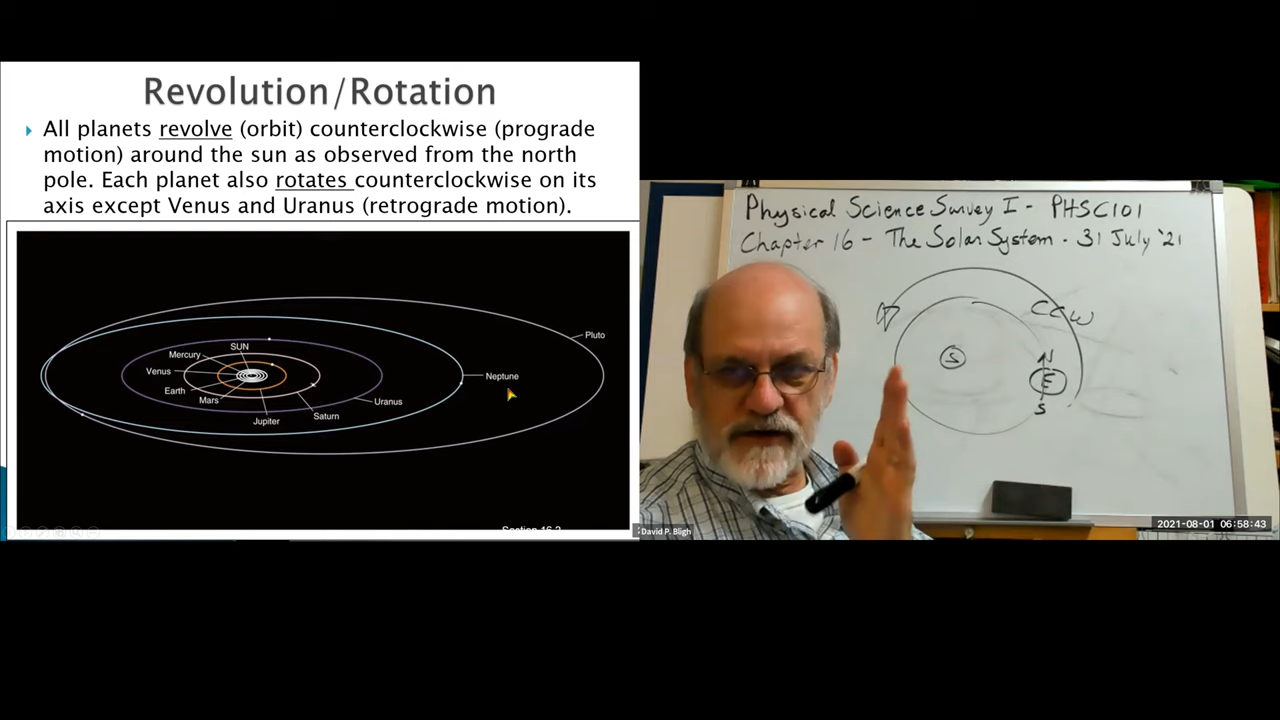 Revolution/Rotation
All planets revolve (orbit) counterclockwise (prograde
motion) around the sun as observed from the north
pole. Each planet also rotates counterclockwise on its
axis except Venus and Uranus (retrograde motion).
SUN
Mercury
Venus
Earth
Mars
Jupiter
Saturn
Uranus
Neptune
Pluto
Physical Science Survey I - PHSC101
Chapter 16 - The Solar System - 31 July '21
CCW
S
N
E
S
David P. Bligh
2021-08-01 06:58:43